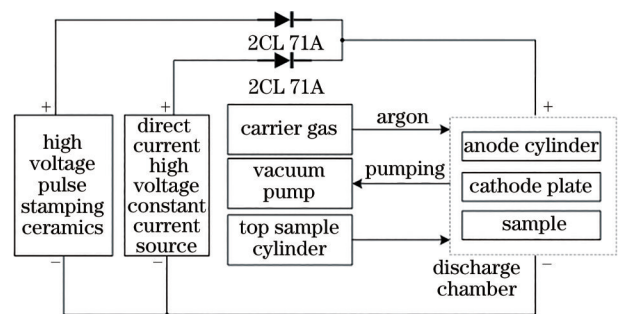 2CL 71A
2CL 71A
+
+
+
high
voltage
pulse
stamping
ceramics
direct
current
high
voltage
constant
current
source
carrier gas
argon
vacuum
pump
pumping
top sample
cylinder
anode cylinder
cathode plate
sample
discharge
chamber
−
−
−